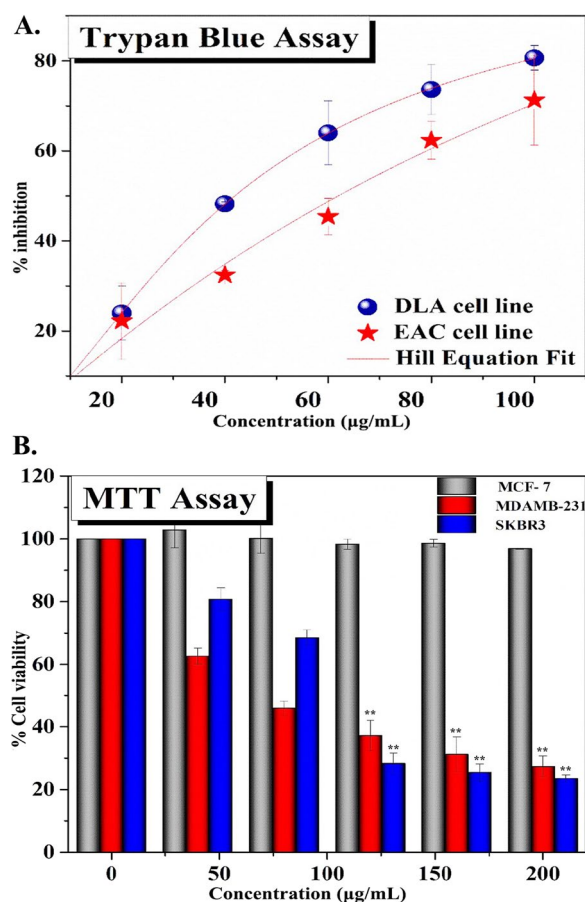 A.
Trypan Blue Assay
80
60
40
20
% inhibition
DLA cell line
EAC cell line
Hill Equation Fit
20 40 60 80 100
Concentration (µg/mL)
B.
120
MTT Assay
MCF- 7
MDAMB-231
SKBR3
100
80
60
40
20
0
% Cell viability
** ** ** ** ** **
0 50 100 150 200
Concentration (µg/mL)